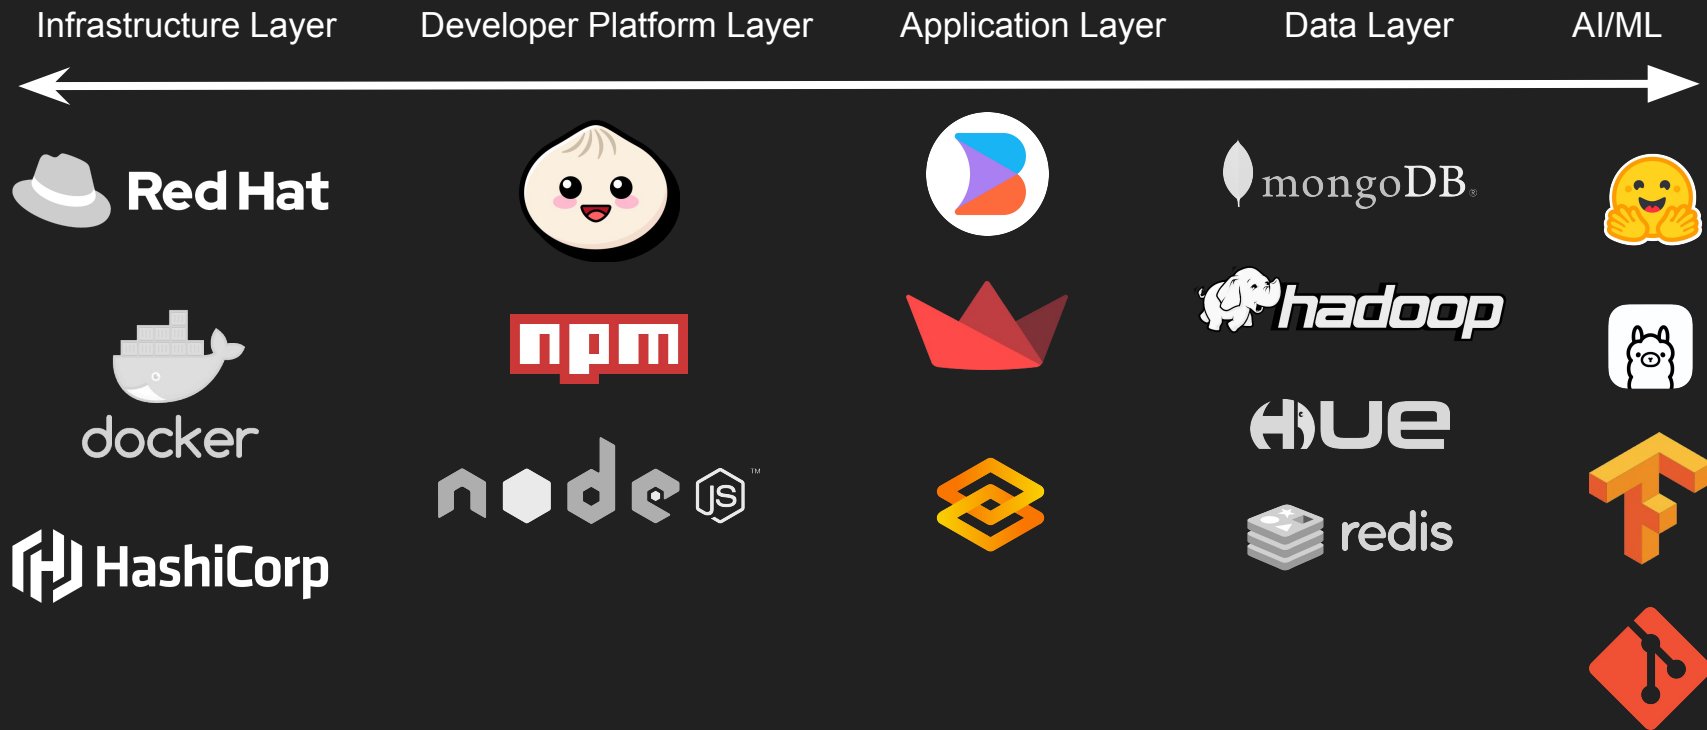 Infrastructure Layer
Developer Platform Layer
Application Layer
Data Layer
AI/ML
Red Hat
mongoDB®
hadoop
npm
docker
HUE
node JS™
redis
HashiCorp